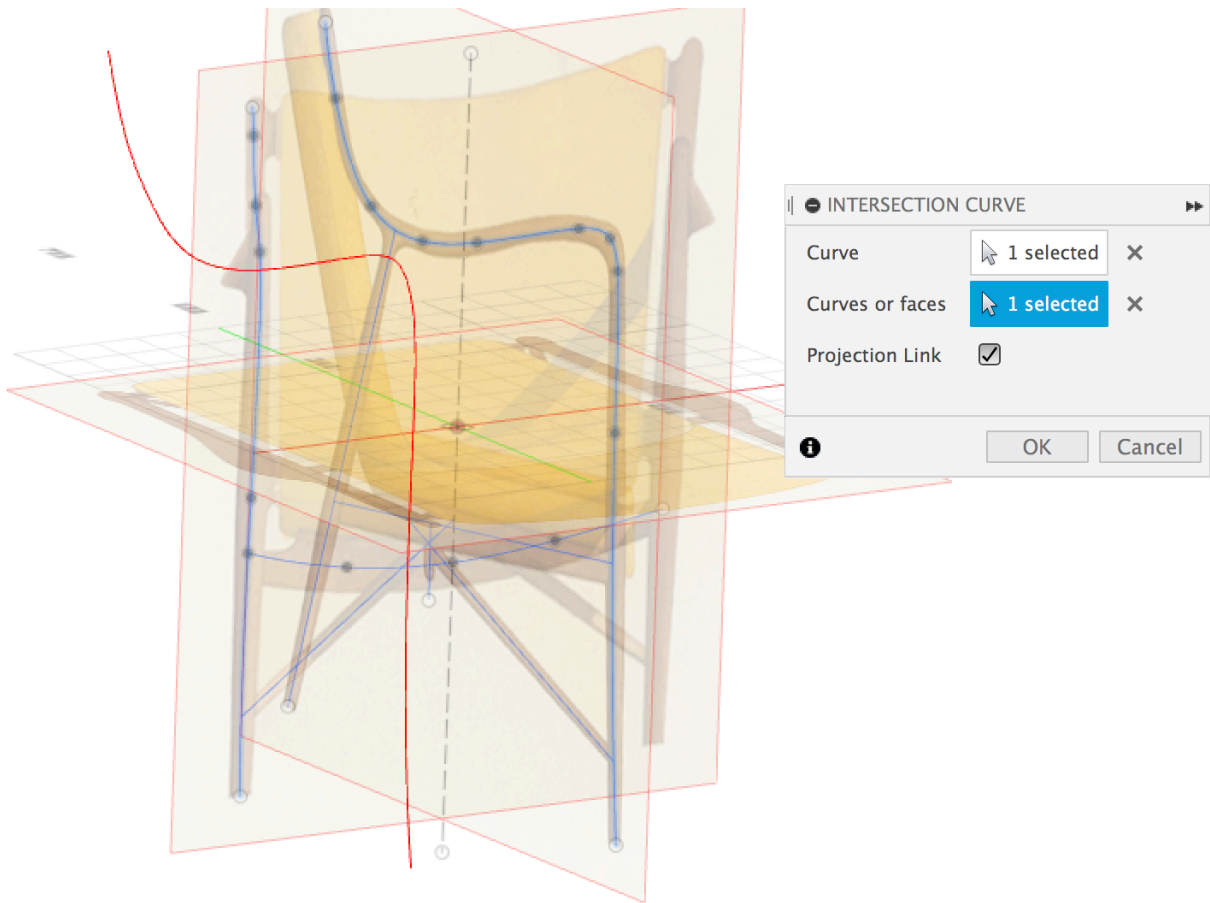 INTERSECTION CURVE
Curve 1 selected
Curves or faces 1 selected
Projection Link
OK Cancel